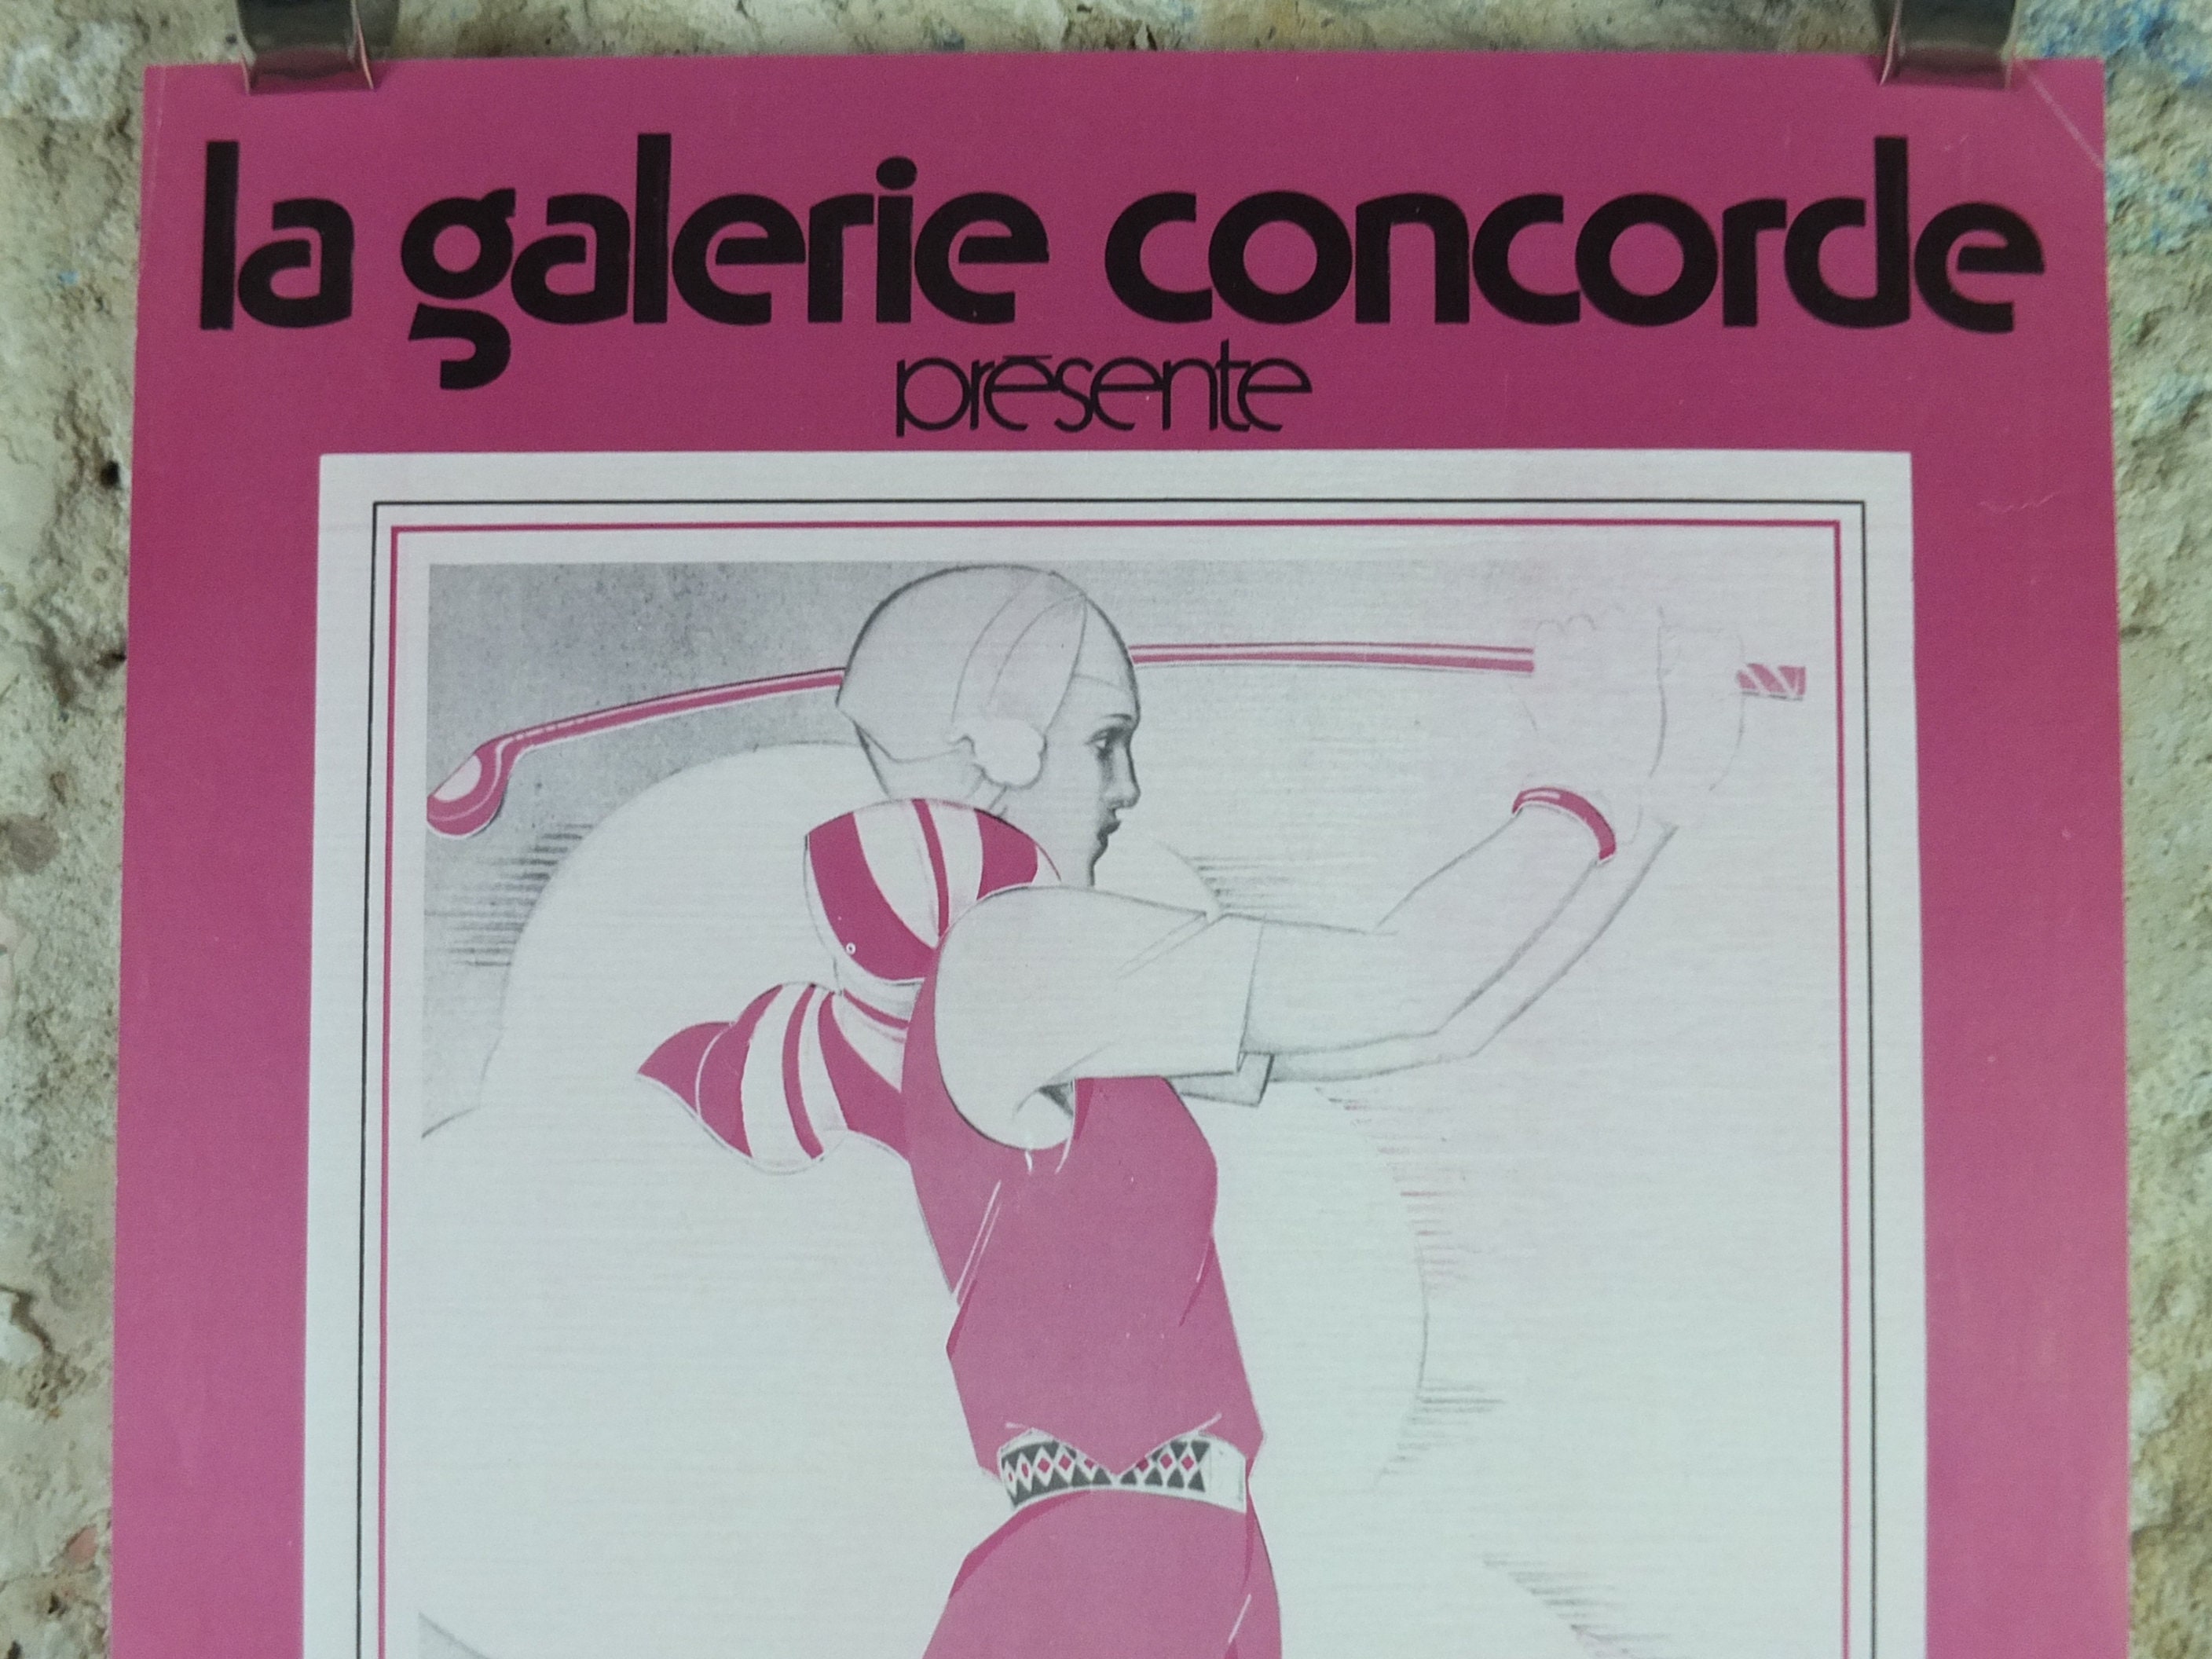 la galerie concorde
présente